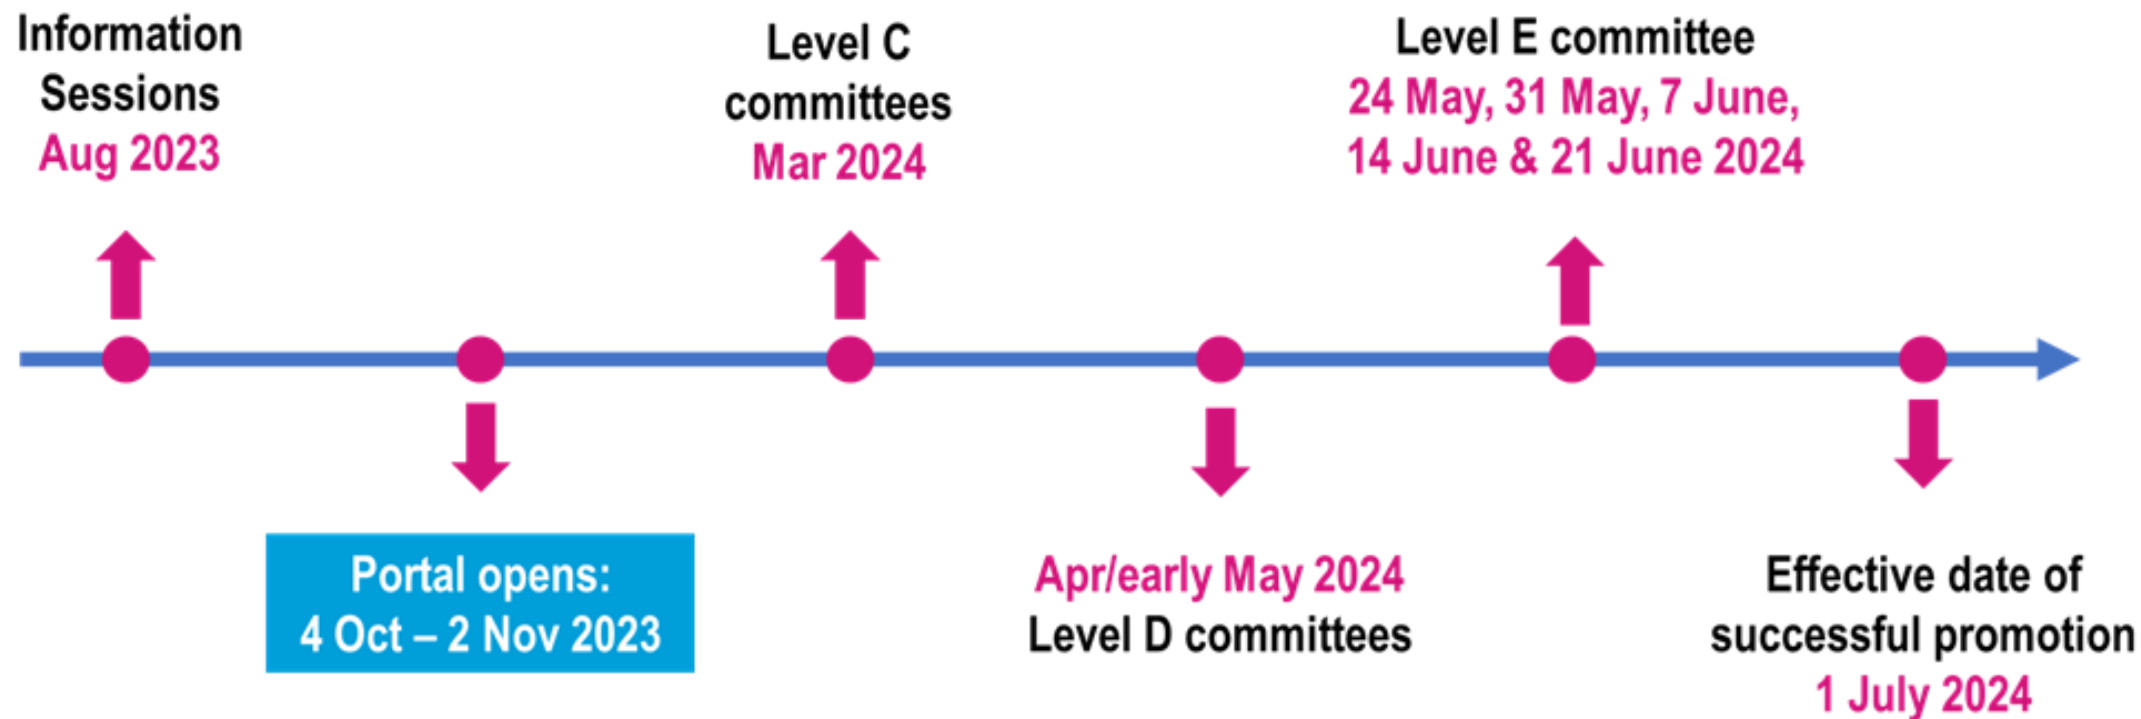 Information
Sessions
Aug 2023
Portal opens:
4 Oct – 2 Nov 2023
Level C
committees
Mar 2024
Apr/early May 2024
Level D committees
Level E committee
24 May, 31 May, 7 June,
14 June & 21 June 2024
Effective date of
successful promotion
1 July 2024